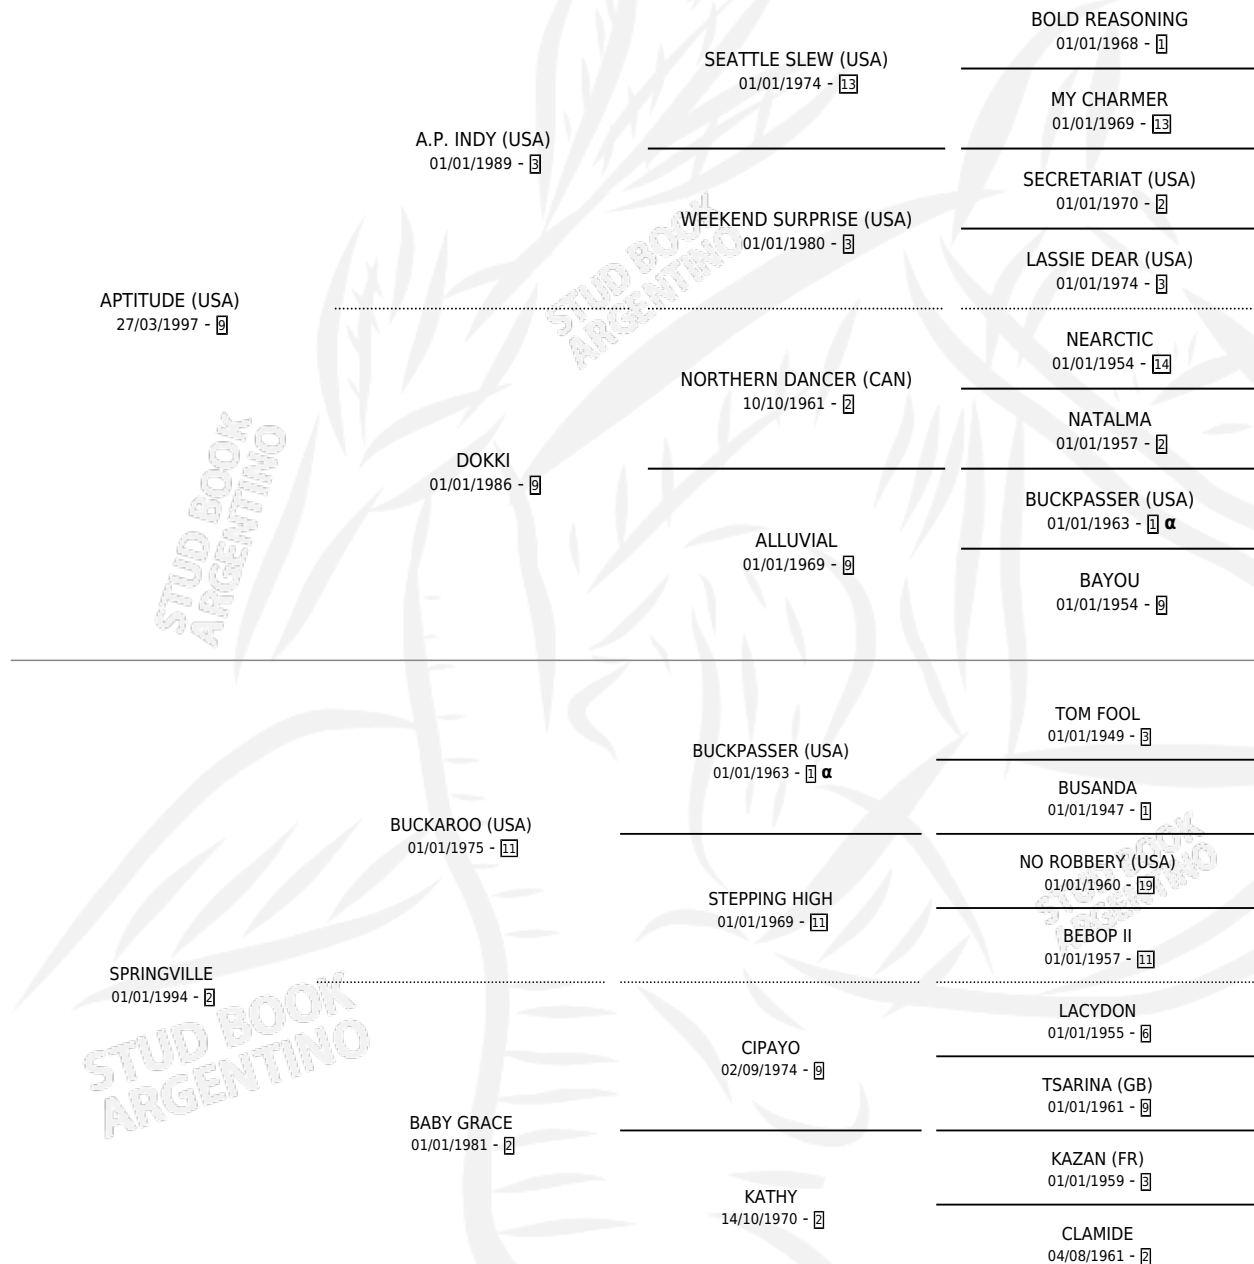 BOLD REASONING
01/01/1968 - 1
SEATTLE SLEW (USA)
01/01/1974 - 13
MY CHARMER
01/01/1969 - 13
A.P. INDY (USA)
01/01/1989 - 3
SECRETARIAT (USA)
01/01/1970 - 2
WEEKEND SURPRISE (USA)
01/01/1980 - 3
LASSIE DEAR (USA)
01/01/1974 - 3
STUD BOOK
ARGENTINO
APTITUDE (USA)
27/03/1997 - 9
NEARCTIC
01/01/1954 - 14
NORTHERN DANCER (CAN)
10/10/1961 - 2
NATALMA
01/01/1957 - 2
DOKKI
01/01/1986 - 9
BUCKPASSER (USA)
01/01/1963 - 1 α
ALLUVIAL
01/01/1969 - 9
BAYOU
01/01/1954 - 9
STUD BOOK
ARGENTINO
TOM FOOL
01/01/1949 - 3
BUCKPASSER (USA)
01/01/1963 - 1 α
BUSANDA
01/01/1947 - 1
BUCKAROO (USA)
01/01/1975 - 11
NO ROBBERY (USA)
01/01/1960 - 19
STUD BOOK
ARGENTINO
STEPPING HIGH
01/01/1969 - 11
BEBOP II
01/01/1957 - 11
SPRINGVILLE
01/01/1994 - 2
STUD BOOK
ARGENTINO
LACYDON
01/01/1955 - 6
CIPAYO
02/09/1974 - 9
TSARINA (GB)
01/01/1961 - 9
BABY GRACE
01/01/1981 - 2
KAZAN (FR)
01/01/1959 - 3
KATHY
14/10/1970 - 2
CLAMIDE
04/08/1961 - 2